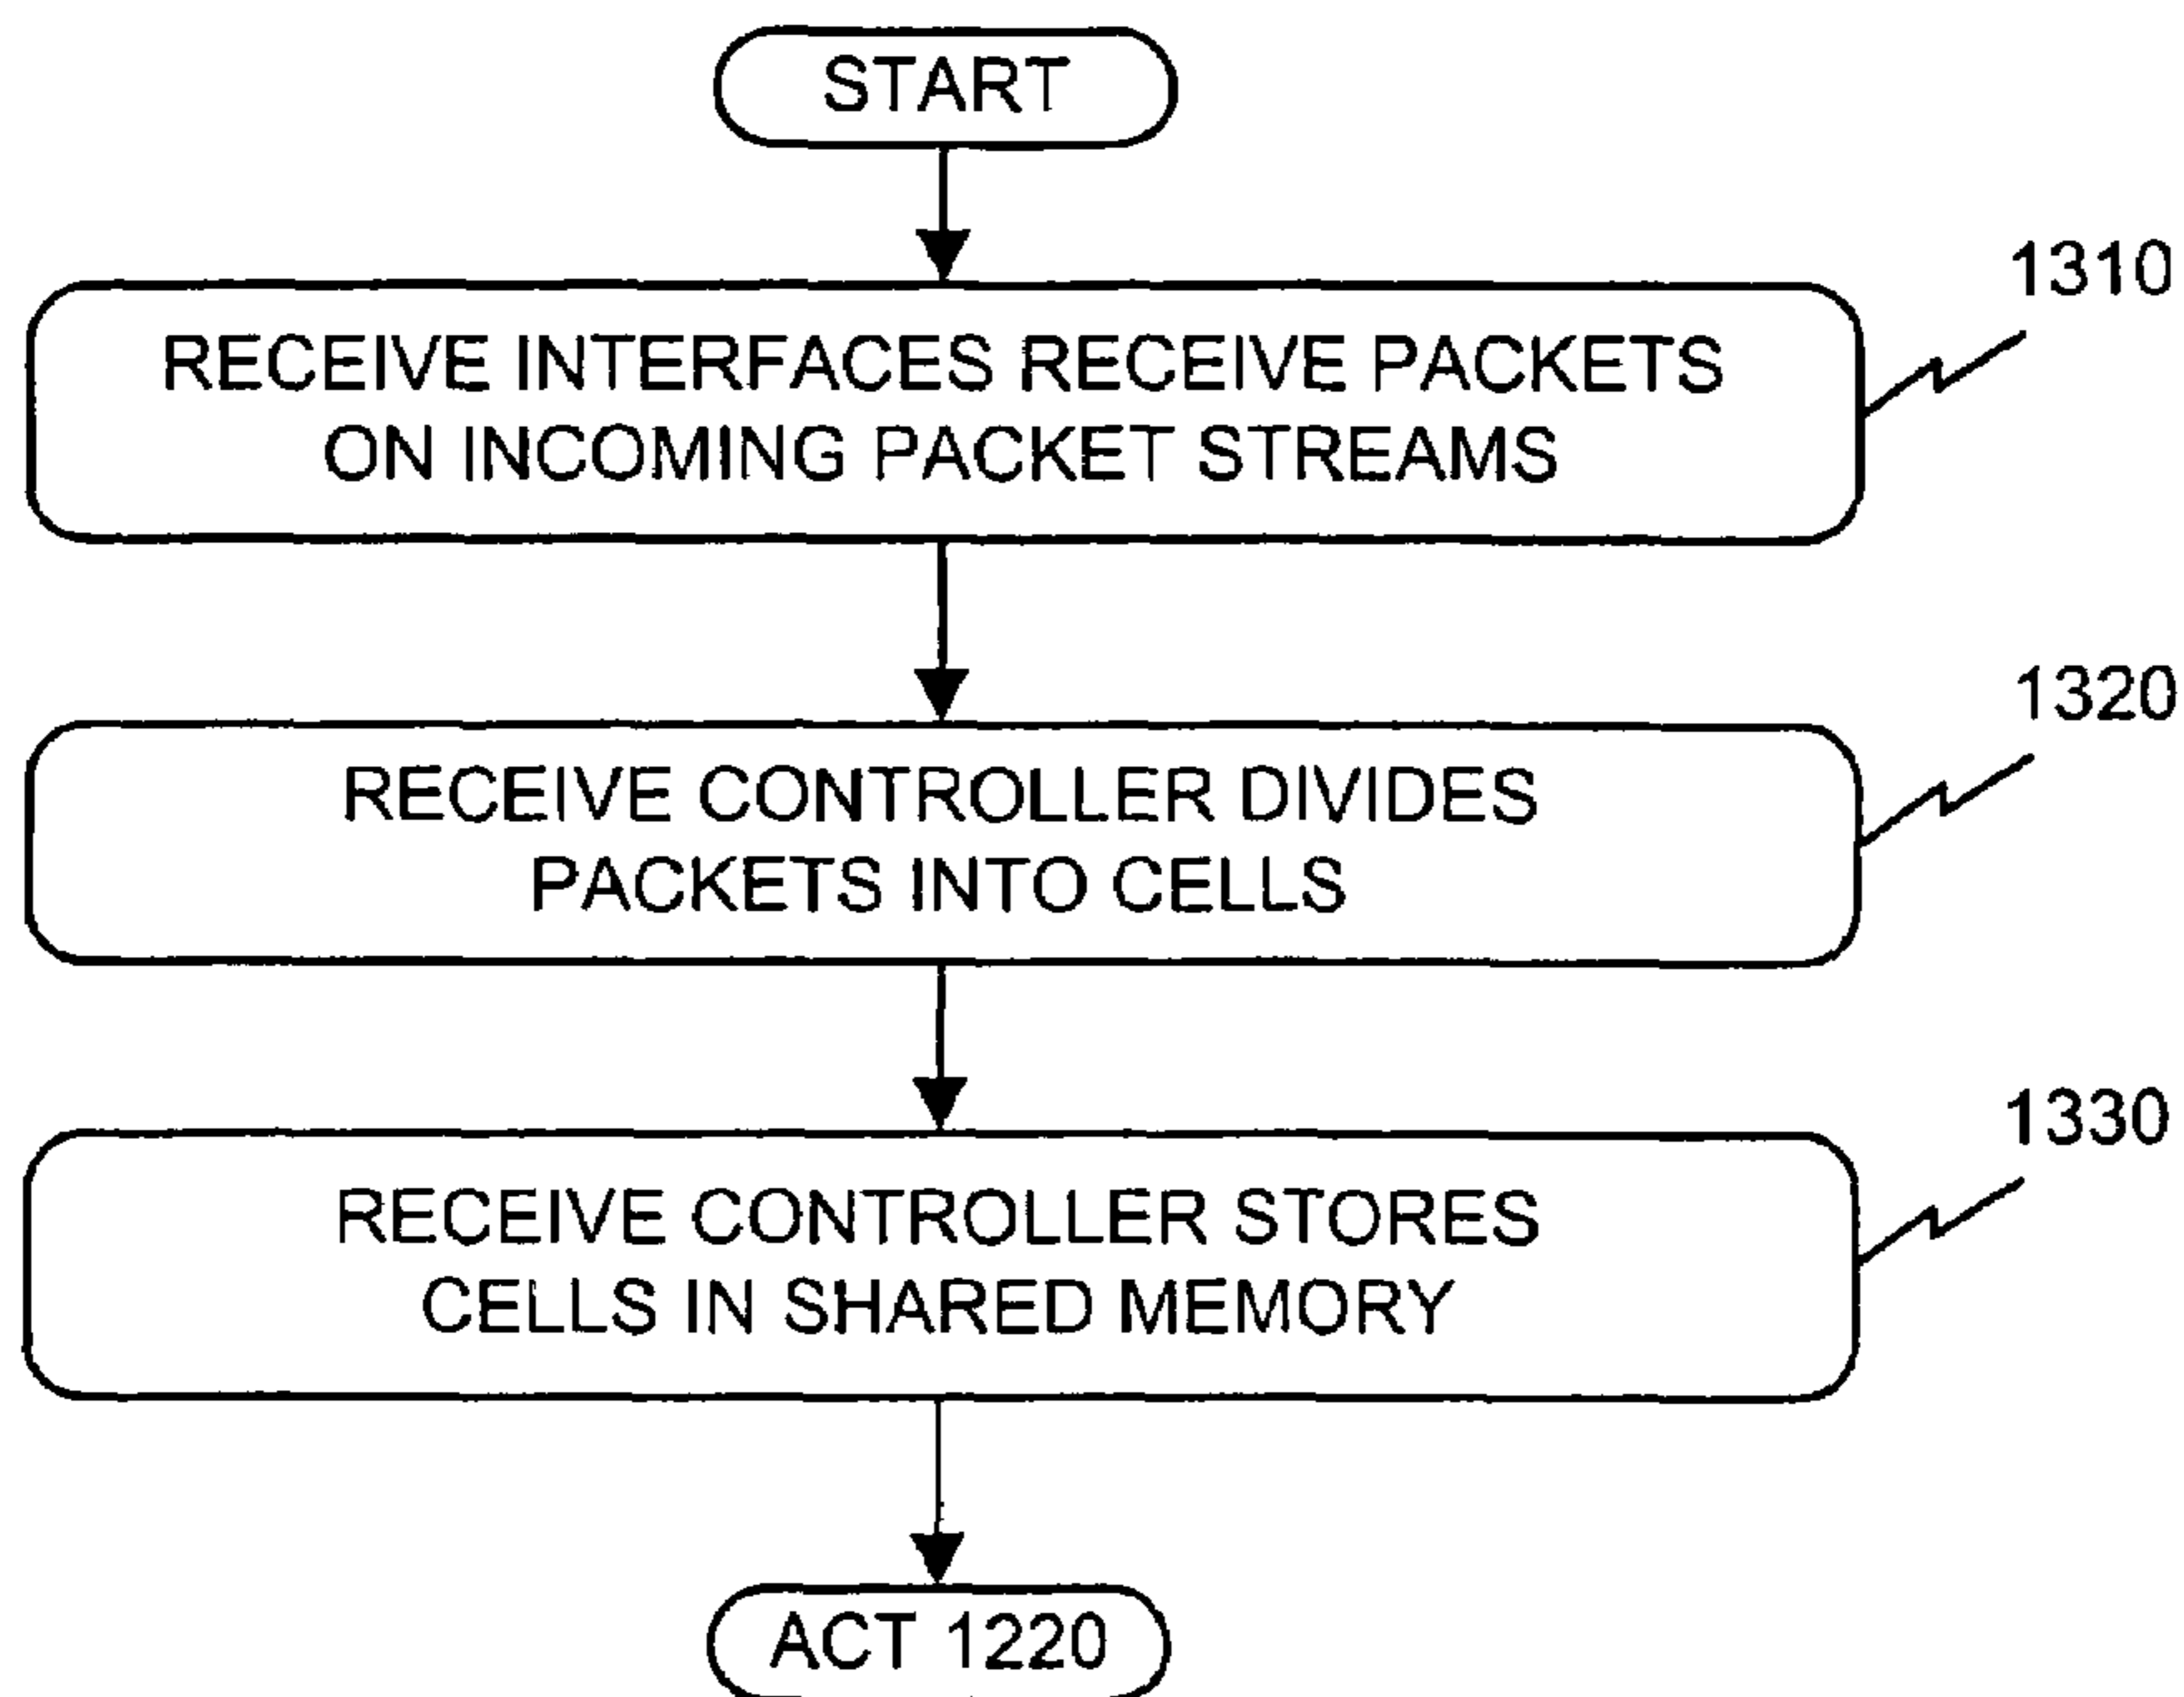 START
1310
RECEIVE INTERFACES RECEIVE PACKETS
ON INCOMING PACKET STREAMS
1320
RECEIVE CONTROLLER DIVIDES
PACKETS INTO CELLS
1330
RECEIVE CONTROLLER STORES
CELLS IN SHARED MEMORY
ACT 1220